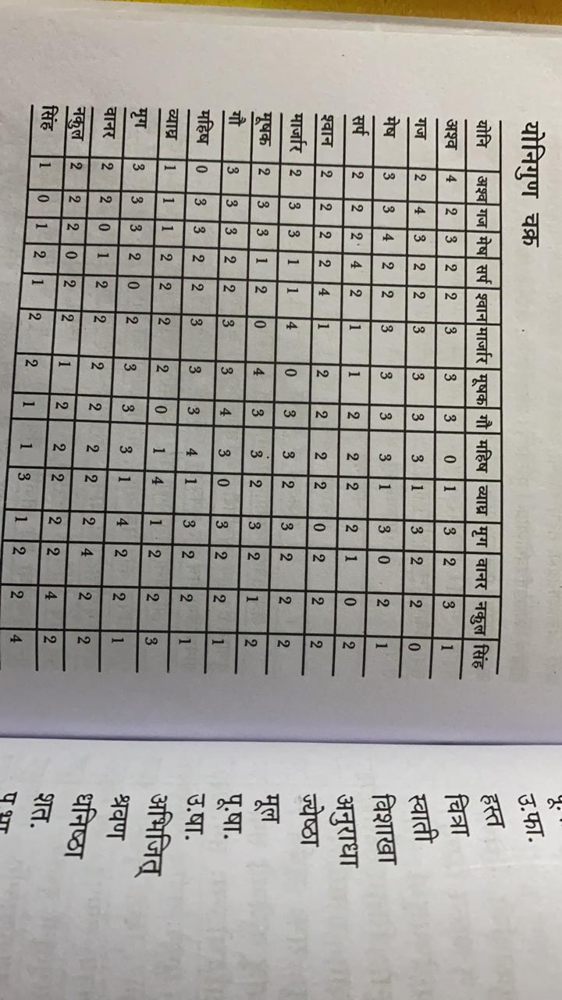 योनिगुण चक्र
योनि अश्व गज मेष सर्प श्वान मार्जार मूषक गौ महिष व्याघ्र मृग वानर नकुल सिंह
अश्व 4 2 3 2 2 3 3 3 0 1 3 2 3 1
गज 2 4 3 2 2 3 3 3 3 1 3 2 2 0
मेष 3 3 4 2 2 3 3 3 3 1 3 0 2 1
सर्प 2 2 2 4 2 1 1 2 2 2 2 1 0 2
श्वान 2 2 2 2 4 1 2 2 2 2 0 2 2 2
मार्जार 2 3 3 1 1 4 0 3 3 2 3 2 2 2
मूषक 2 3 3 1 2 0 4 3 3 2 3 2 1 2
गौ 3 3 3 2 2 3 3 4 3 0 3 2 2 1
महिष 0 3 3 2 2 3 3 3 4 1 3 2 2 1
व्याघ्र 1 1 1 2 2 2 2 0 1 4 1 2 2 3
मृग 3 3 3 2 0 2 3 3 3 1 4 2 2 1
वानर 2 2 0 1 2 2 2 2 2 2 2 4 2 2
नकुल 2 2 2 0 2 2 1 2 2 2 2 2 4 2
सिंह 1 0 1 2 1 2 2 1 1 3 1 2 2 4
उ.फा.
हस्त
चित्रा
स्वाती
विशाखा
अनुराधा
ज्येष्ठा
मूल
पू.षा.
उ.षा.
अभिजित्
श्रवण
धनिष्ठा
शत.